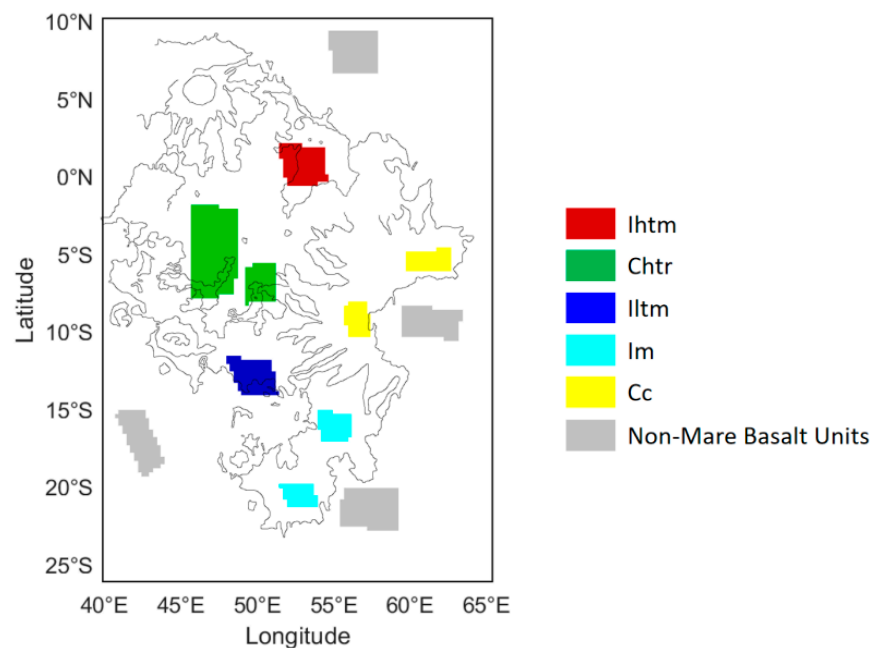 10°N
5°N
0°N
5°S
10°S
15°S
20°S
25°S
Latitude
40°E 45°E 50°E 55°E 60°E 65°E
Longitude
Ihtm
Chtr
Iltm
Im
Cc
Non-Mare Basalt Units